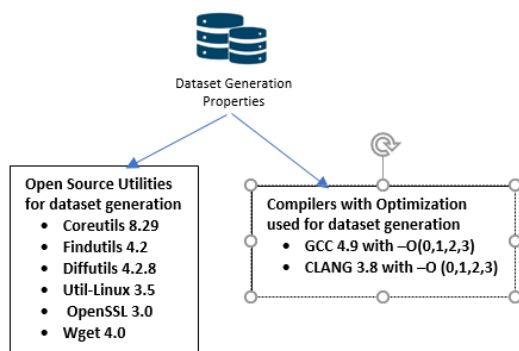 Dataset Generation
Properties
Open Source Utilities
for dataset generation
• Coreutils 8.29
• Findutils 4.2
• Diffutils 4.2.8
• Util-Linux 3.5
• OpenSSL 3.0
• Wget 4.0
Compilers with Optimization
used for dataset generation
• GCC 4.9 with –O(0,1,2,3)
• CLANG 3.8 with –O (0,1,2,3)